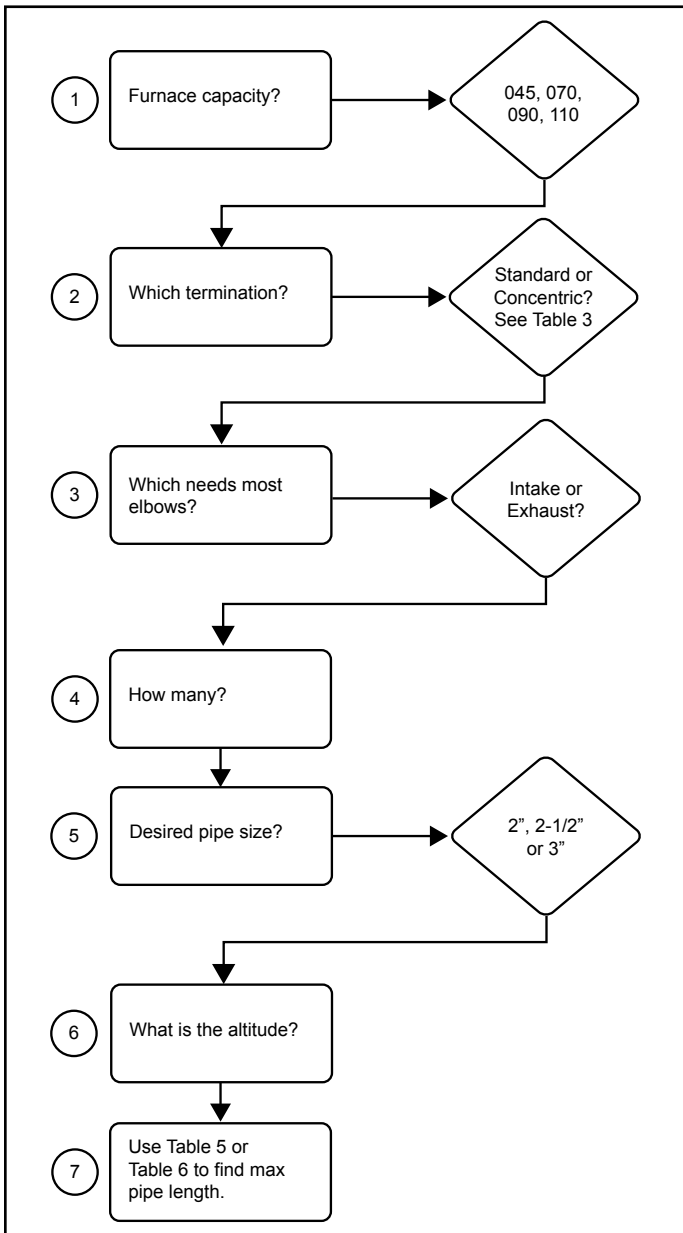 1
Furnace capacity?
045, 070,
090, 110
2
Which termination?
Standard or
Concentric?
See Table 3
3
Which needs most
elbows?
Intake or
Exhaust?
4
How many?
5
Desired pipe size?
2”, 2-1/2”
or 3”
6
What is the altitude?
7
Use Table 5 or
Table 6 to find max
pipe length.